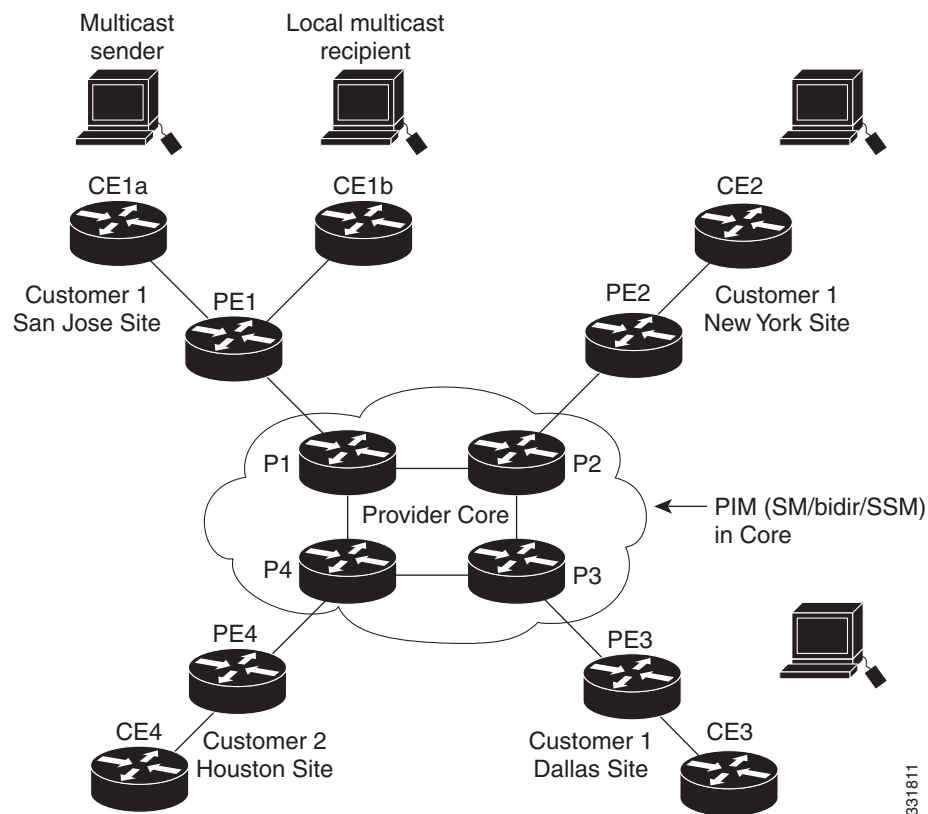 Multicast
sender
Local multicast
recipient
CE1a
CE1b
CE2
Customer 1
San Jose Site
PE1
PE2
Customer 1
New York Site
P1
P2
Provider Core
PIM (SM/bidir/SSM)
in Core
P4
P3
PE4
PE3
CE4
Customer 2
Houston Site
Customer 1
Dallas Site
CE3
331811